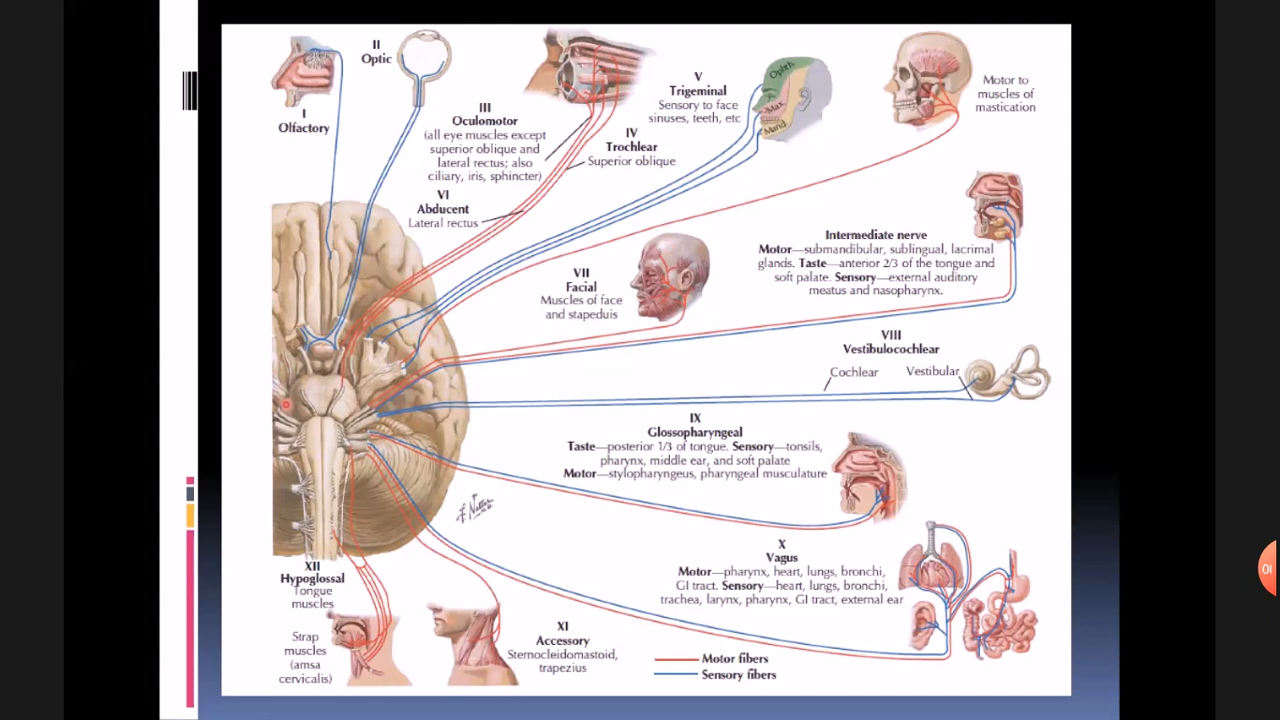 I
Olfactory
II
Optic
III
Oculomotor
(all eye muscles except
superior oblique and
lateral rectus; also
ciliary, iris, sphincter)
IV
Trochlear
Superior oblique
VI
Abducent
Lateral rectus
V
Trigeminal
Sensory to face
sinuses, teeth, etc
Ophth.
Max.
Mand.
Motor to
muscles of
mastication
Intermediate nerve
Motor—submandibular, sublingual, lacrimal
glands. Taste—anterior 2/3 of the tongue and
soft palate. Sensory—external auditory
meatus and nasopharynx.
VII
Facial
Muscles of face
and stapeduis
VIII
Vestibulocochlear
Cochlear
Vestibular
IX
Glossopharyngeal
Taste—posterior 1/3 of tongue. Sensory—tonsils,
pharynx, middle ear, and soft palate
Motor—stylopharyngeus, pharyngeal musculature
X
Vagus
Motor—pharynx, heart, lungs, bronchi,
GI tract. Sensory—heart, lungs, bronchi,
trachea, larynx, pharynx, GI tract, external ear
XII
Hypoglossal
Tongue
muscles
Strap
muscles
(amsa
cervicalis)
XI
Accessory
Sternocleidomastoid,
trapezius
Motor fibers
Sensory fibers